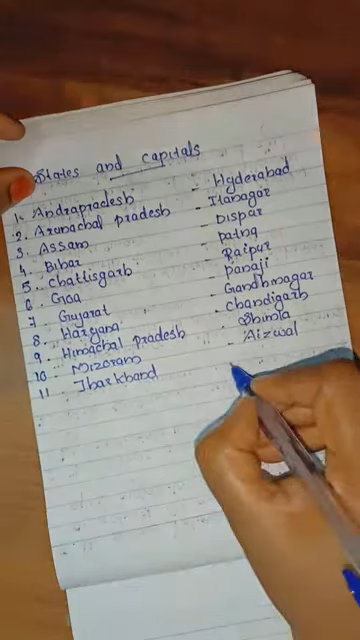 States and capitals
1. Andrapradesh - Hyderabad
2. Arunachal pradesh - Itanagar
3. Assam - Dispar
4. Bihar - patna
5. chattisgarh - Raipur
6. Goa - panaji
7. Gujarat - Gandhinagar
8. Haryana - chandigarh
9. Himachal pradesh - Shimla
10. Mizoram - Aizwal
11. Jharkhand -